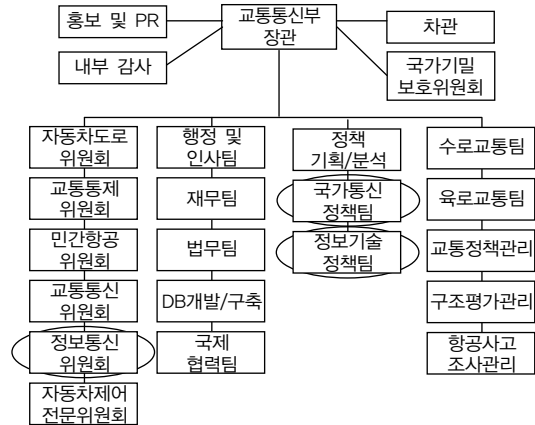 홍보 및 PR
교통통신부
장관
차관
내부 감사
국가기밀
보호위원회
자동차도로
위원회
행정 및
인사팀
정책
기획/분석
수로교통팀
교통통제
위원회
재무팀
국가통신
정책팀
육로교통팀
민간항공
위원회
법무팀
정보기술
정책팀
교통정책관리
교통통신
위원회
DB개발/구축
구조평가관리
정보통신
위원회
국제
협력팀
항공사고
조사관리
자동차제어
전문위원회